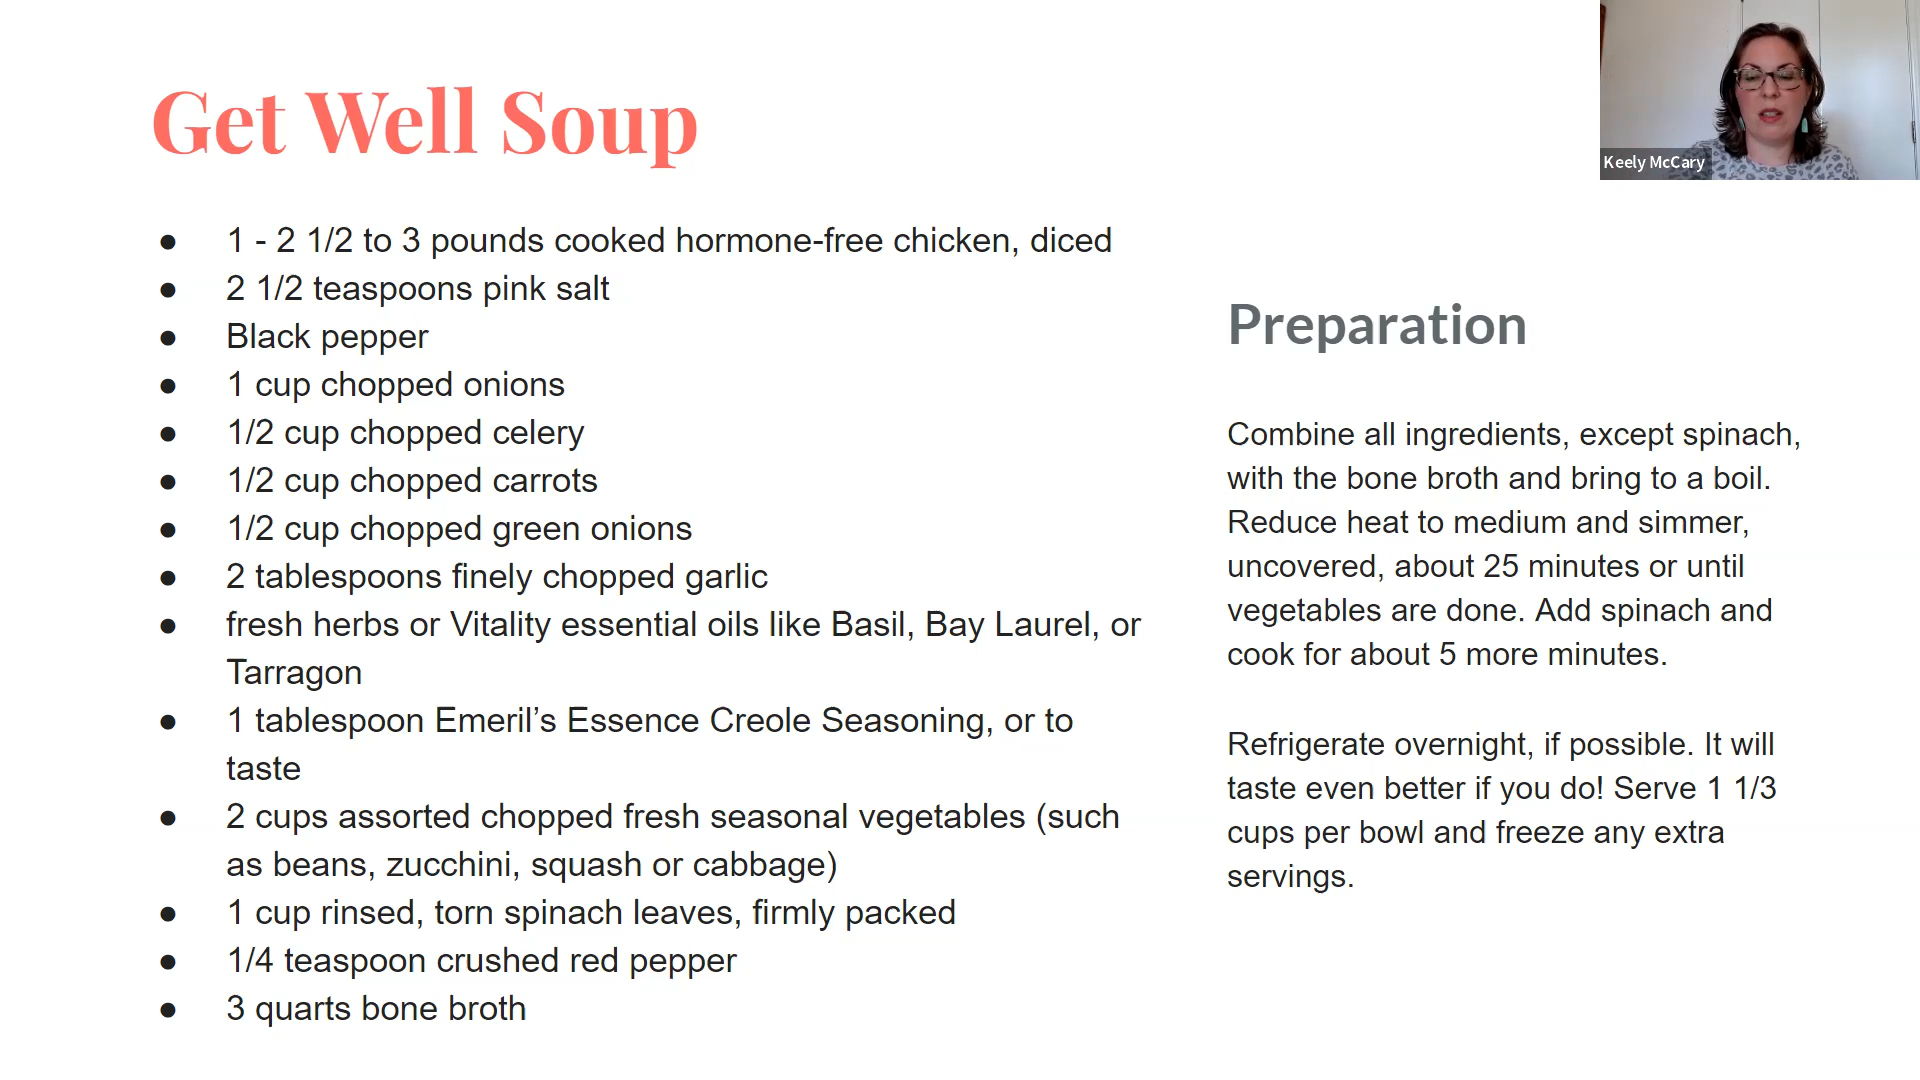 Get Well Soup
Keely McCary
● 1 - 2 1/2 to 3 pounds cooked hormone-free chicken, diced
● 2 1/2 teaspoons pink salt
● Black pepper
● 1 cup chopped onions
● 1/2 cup chopped celery
● 1/2 cup chopped carrots
● 1/2 cup chopped green onions
● 2 tablespoons finely chopped garlic
● fresh herbs or Vitality essential oils like Basil, Bay Laurel, or
Tarragon
● 1 tablespoon Emeril’s Essence Creole Seasoning, or to
taste
● 2 cups assorted chopped fresh seasonal vegetables (such
as beans, zucchini, squash or cabbage)
● 1 cup rinsed, torn spinach leaves, firmly packed
● 1/4 teaspoon crushed red pepper
● 3 quarts bone broth
Preparation
Combine all ingredients, except spinach,
with the bone broth and bring to a boil.
Reduce heat to medium and simmer,
uncovered, about 25 minutes or until
vegetables are done. Add spinach and
cook for about 5 more minutes.
Refrigerate overnight, if possible. It will
taste even better if you do! Serve 1 1/3
cups per bowl and freeze any extra
servings.